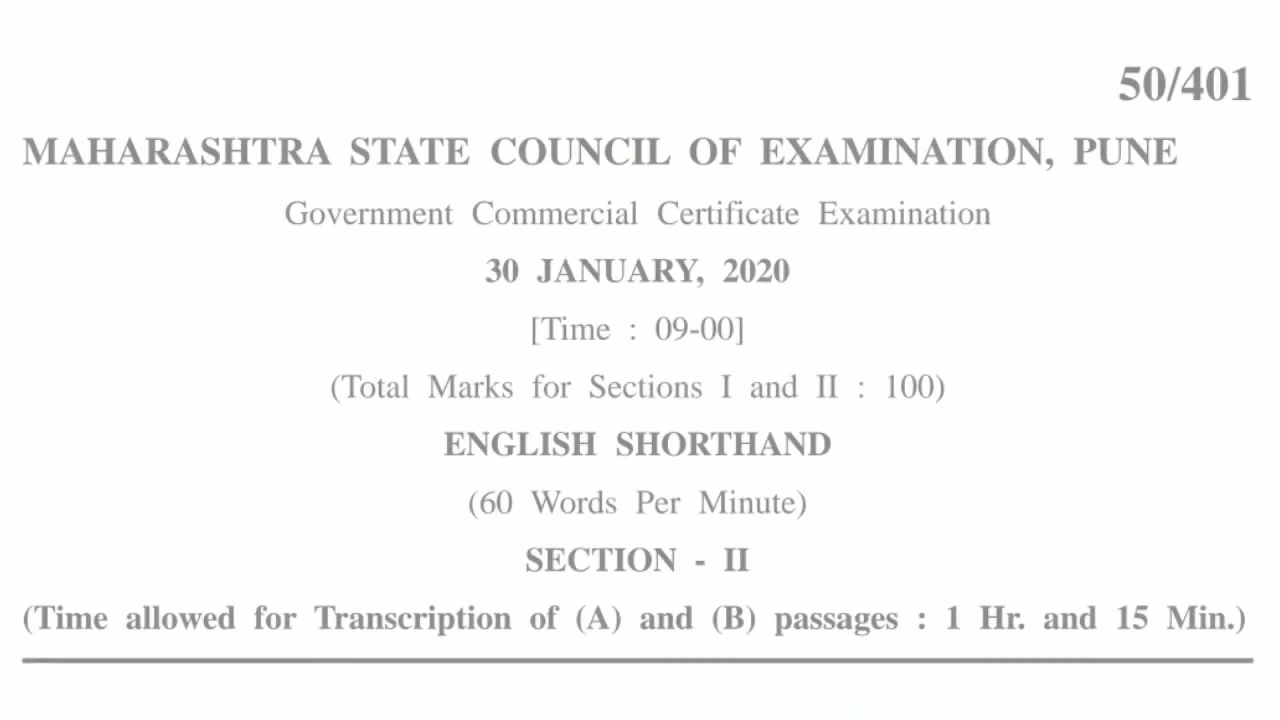 50/401
MAHARASHTRA STATE COUNCIL OF EXAMINATION, PUNE
Government Commercial Certificate Examination
30 JANUARY, 2020
[Time : 09-00]
(Total Marks for Sections I and II : 100)
ENGLISH SHORTHAND
(60 Words Per Minute)
SECTION - II
(Time allowed for Transcription of (A) and (B) passages : 1 Hr. and 15 Min.)